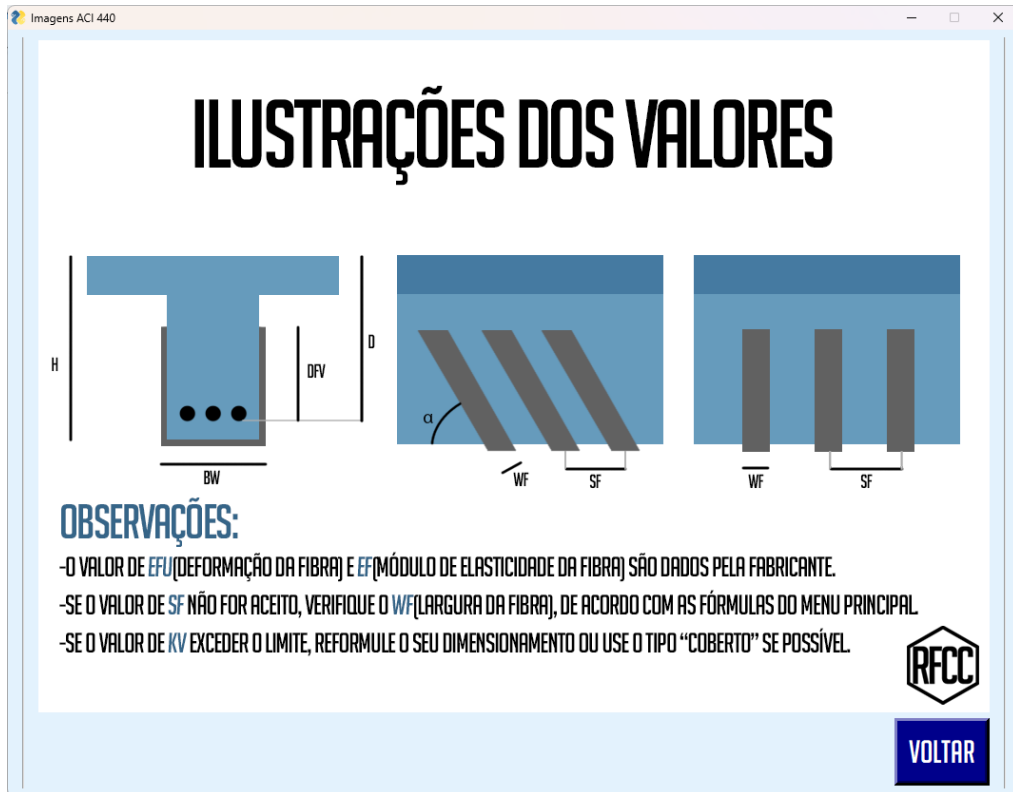 Imagens ACI 440
ILUSTRAÇÕES DOS VALORES
H
DFV
D
BW
α
WF
SF
WF
SF
OBSERVAÇÕES:
-O VALOR DE EFU(DEFORMAÇÃO DA FIBRA) E EF(MÓDULO DE ELASTICIDADE DA FIBRA) SÃO DADOS PELA FABRICANTE.
-SE O VALOR DE SF NÃO FOR ACEITO, VERIFIQUE O WF(LARGURA DA FIBRA), DE ACORDO COM AS FÓRMULAS DO MENU PRINCIPAL.
-SE O VALOR DE KV EXCEDER O LIMITE, REFORMULE O SEU DIMENSIONAMENTO OU USE O TIPO “COBERTO” SE POSSÍVEL.
RFCC
VOLTAR